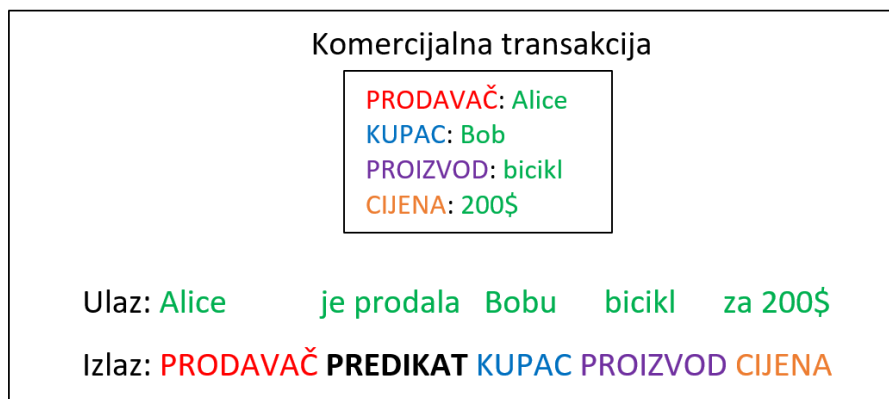 Komercijalna transakcija
PRODAVAČ: Alice
KUPAC: Bob
PROIZVOD: bicikl
CIJENA: 200$
Ulaz: Alice je prodala Bobu bicikl za 200$
Izlaz: PRODAVAČ PREDIKAT KUPAC PROIZVOD CIJENA